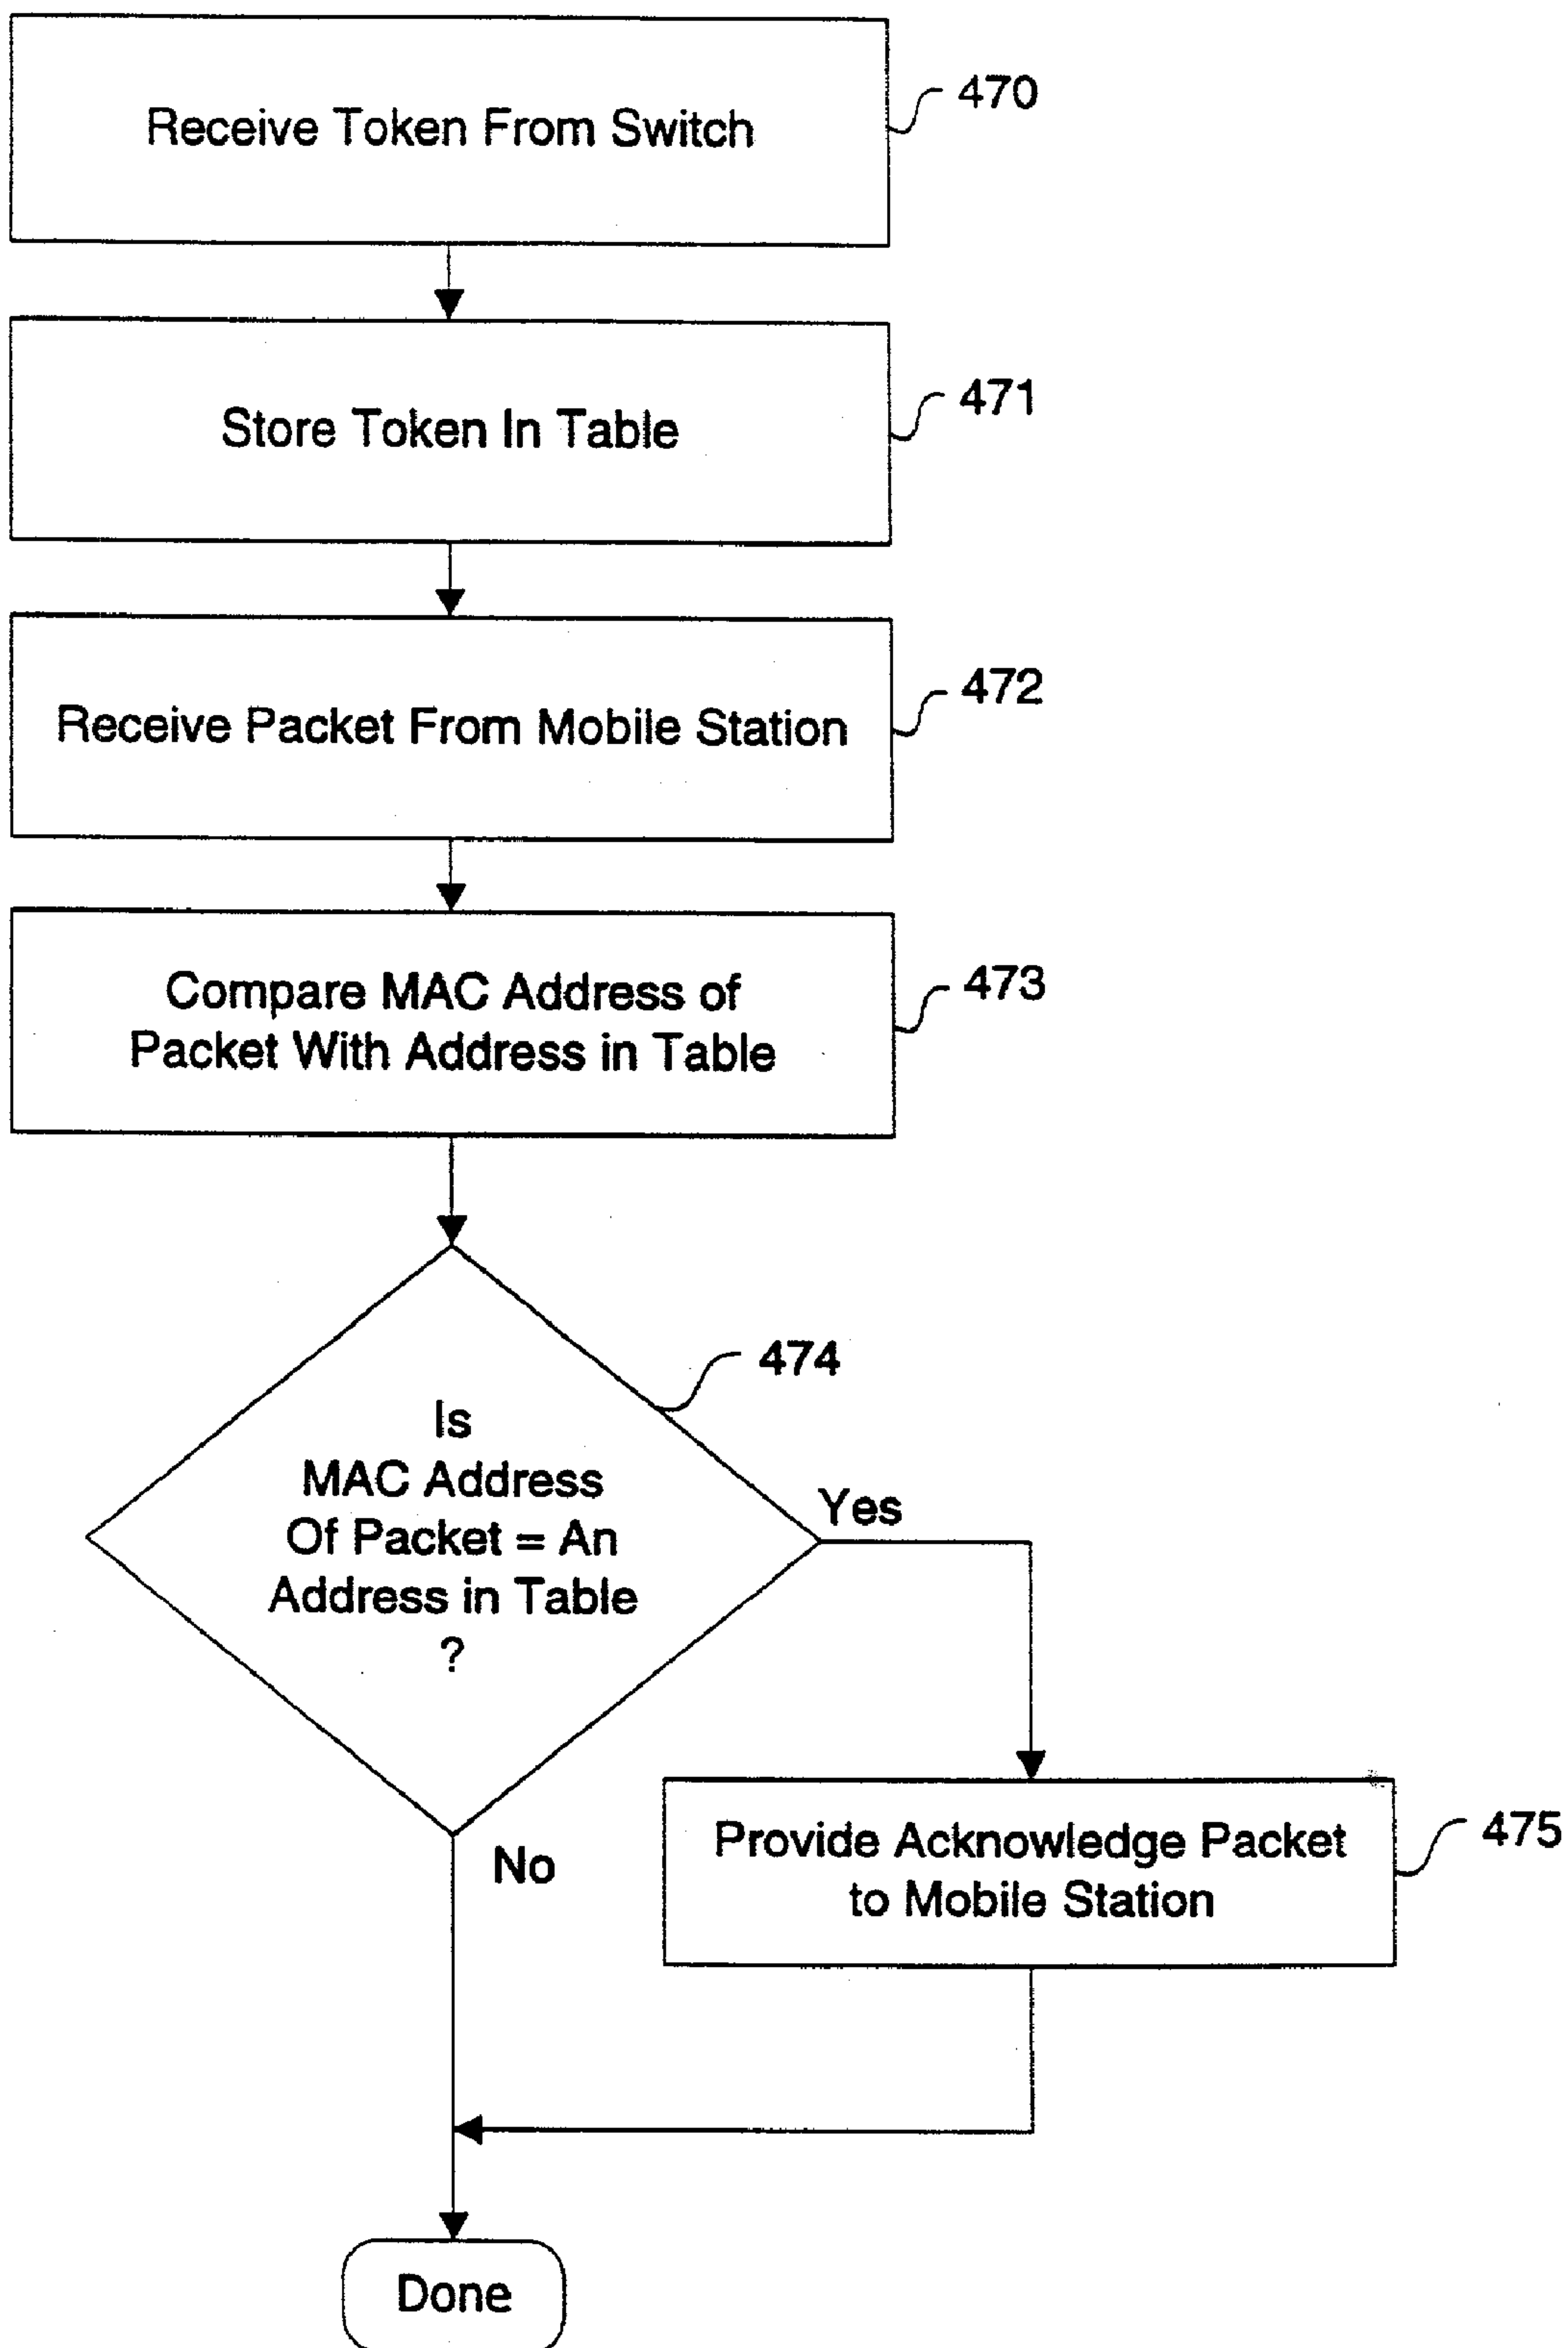 Receive Token From Switch
470
Store Token In Table
471
Receive Packet From Mobile Station
472
Compare MAC Address of
Packet With Address in Table
473
474
Is
MAC Address
Of Packet = An
Address in Table
?
Yes
No
Provide Acknowledge Packet
to Mobile Station
475
Done